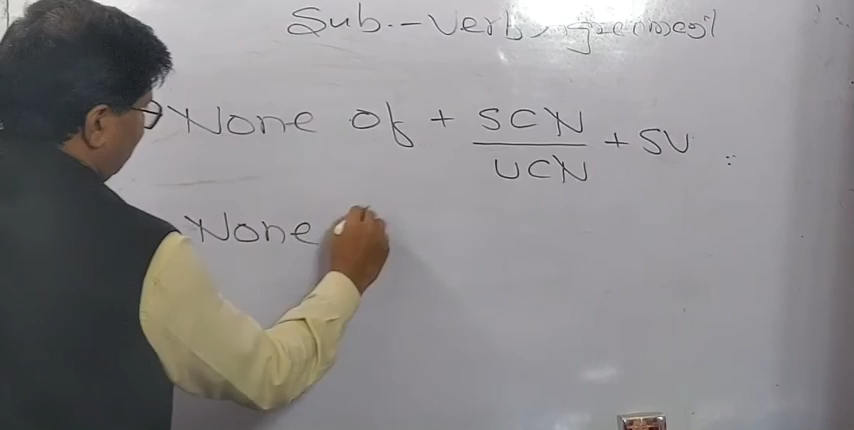 Sub.-Verb
None Of + SCN/UCN + SV
None